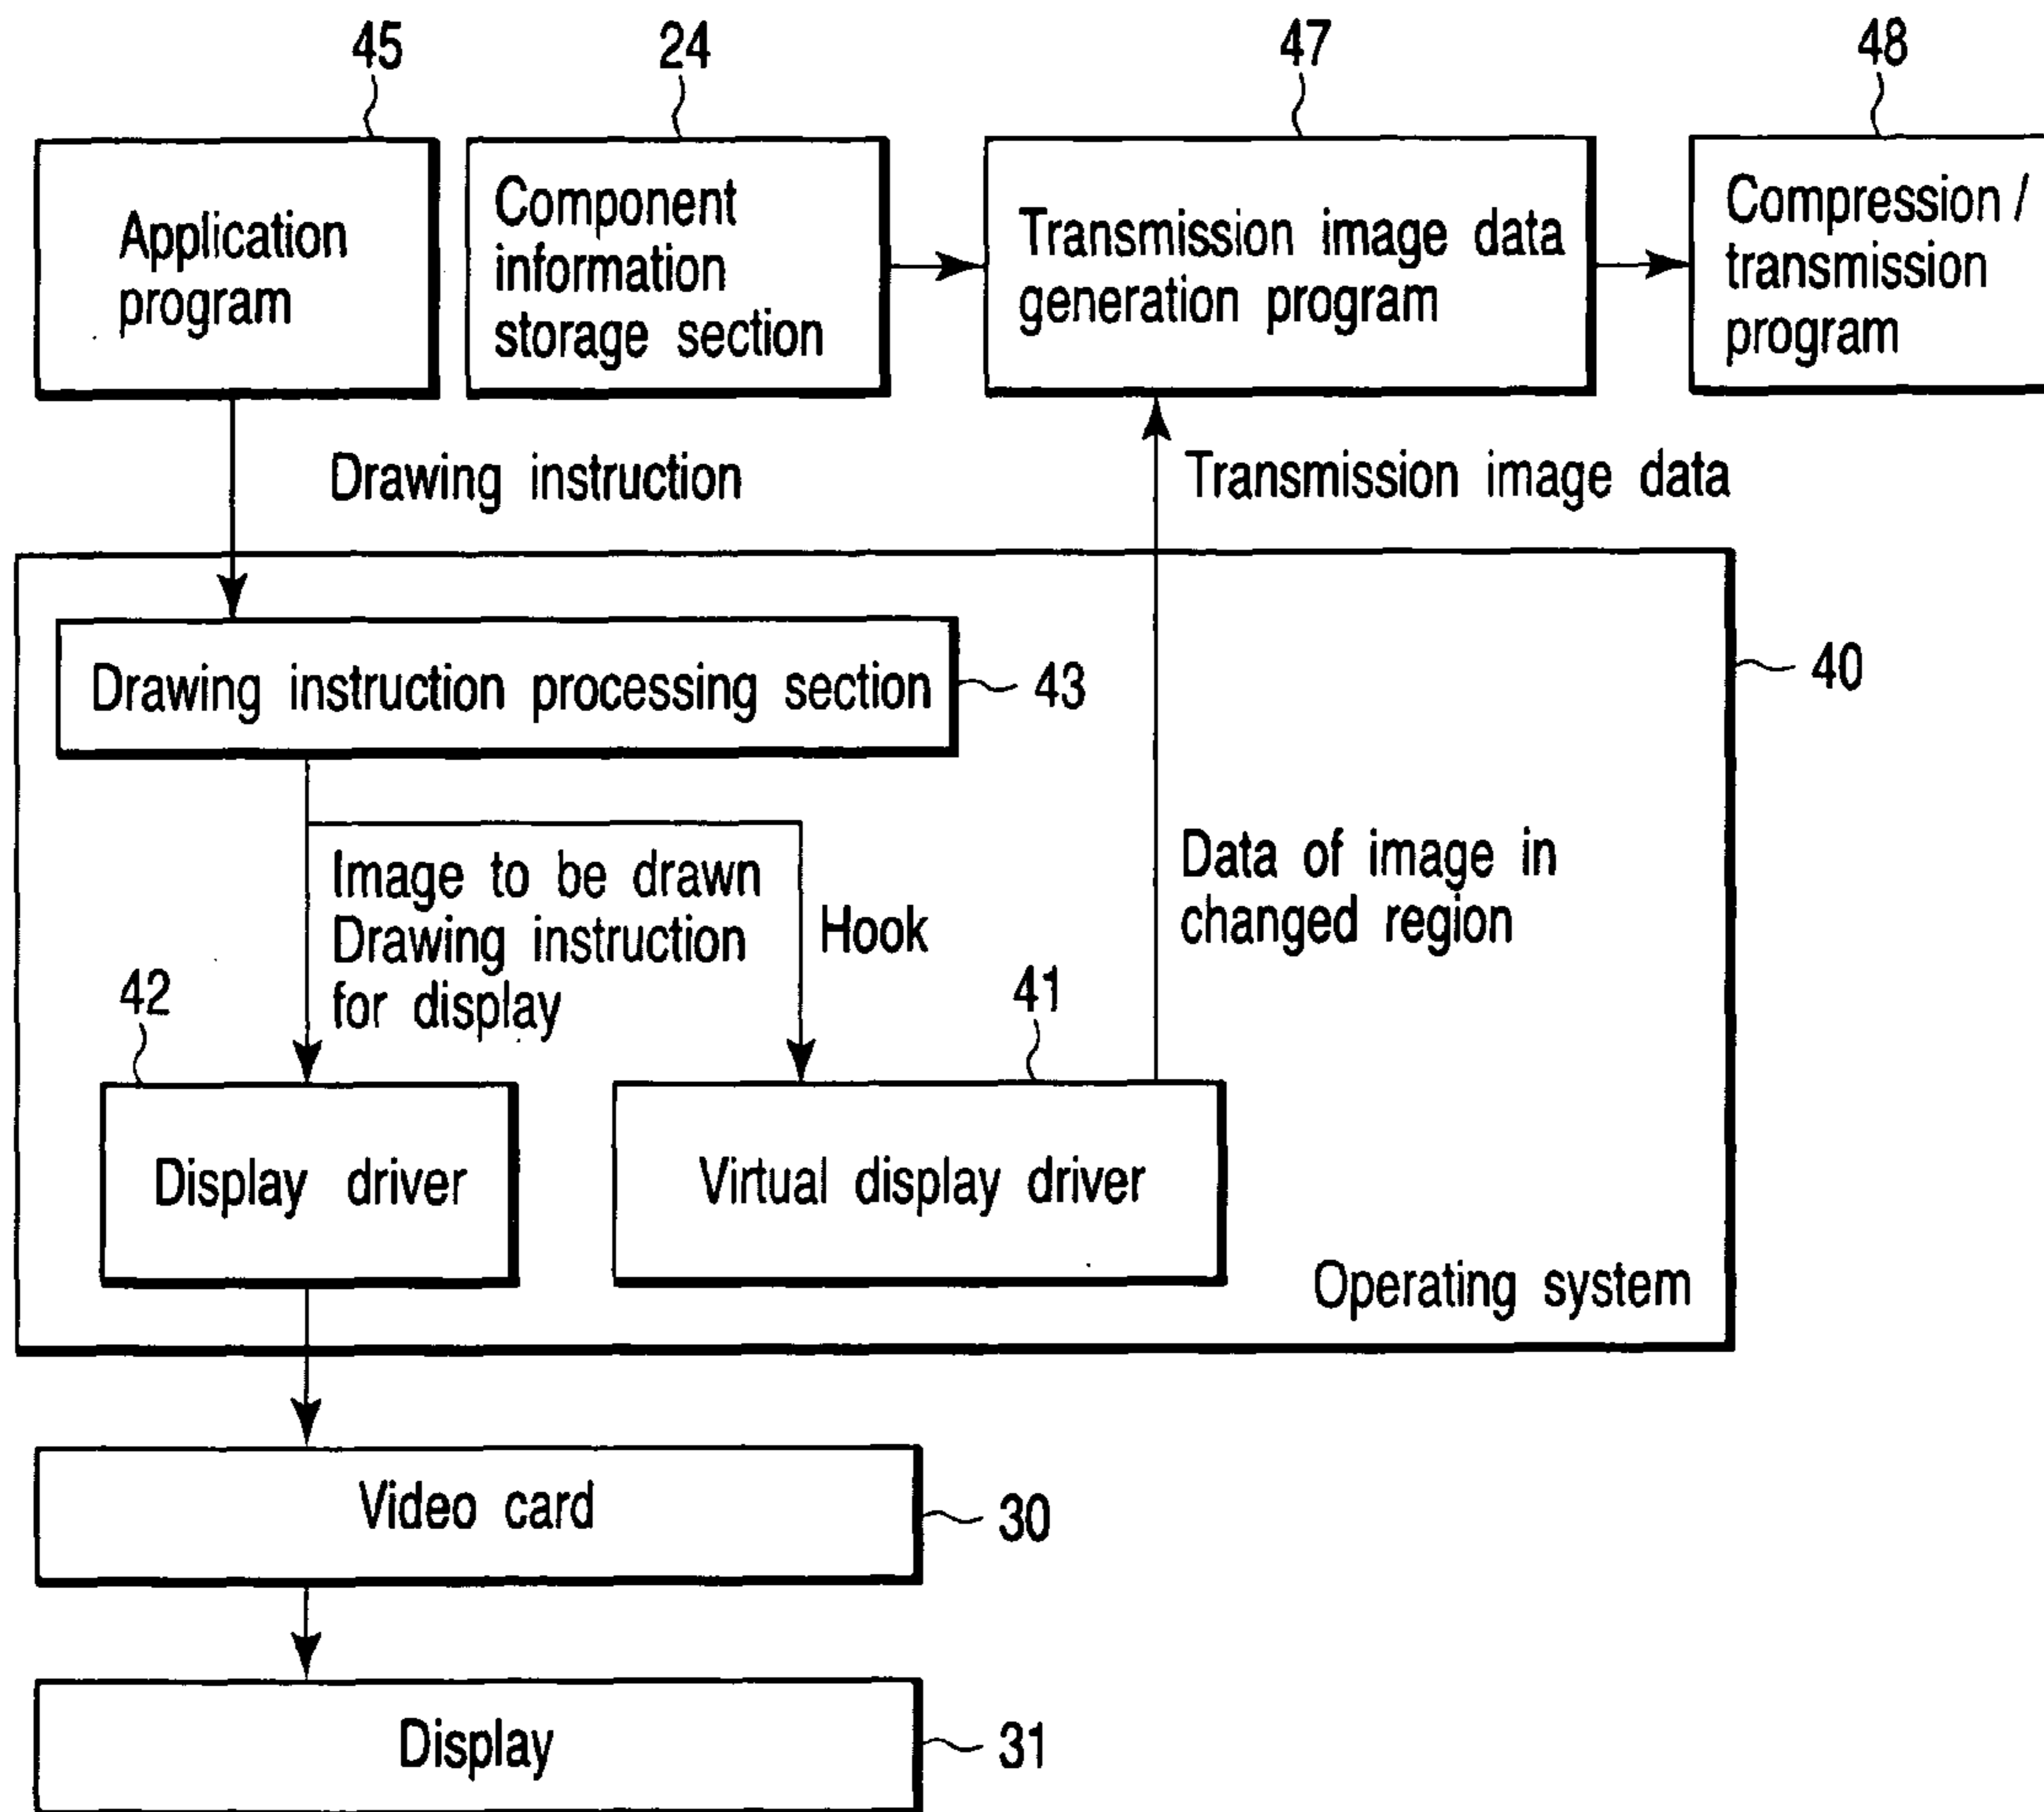 45
24
47
48
Application
program
Component
information
storage section
Transmission image data
generation program
Compression /
transmission
program
Drawing instruction
Transmission image data
Drawing instruction processing section
43
40
Image to be drawn
Drawing instruction
for display
Hook
Data of image in
changed region
42
41
Display driver
Virtual display driver
Operating system
Video card
30
Display
31